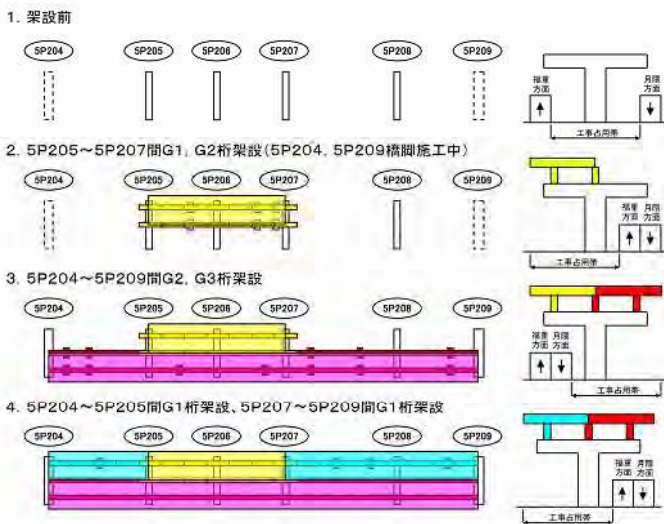 1. 架設前
5P204 5P205 5P206 5P207 5P208 5P209
福重方面 月隈方面
工事占用帯
2. 5P205～5P207間G1, G2桁架設(5P204, 5P209橋脚施工中)
5P204 5P205 5P206 5P207 5P208 5P209
福重方面 月隈方面
工事占用帯
3. 5P204～5P209間G2, G3桁架設
5P204 5P205 5P206 5P207 5P208 5P209
福重方面 月隈方面
工事占用帯
4. 5P204～5P205間G1桁架設、5P207～5P209間G1桁架設
5P204 5P205 5P206 5P207 5P208 5P209
福重方面 月隈方面
工事占用帯